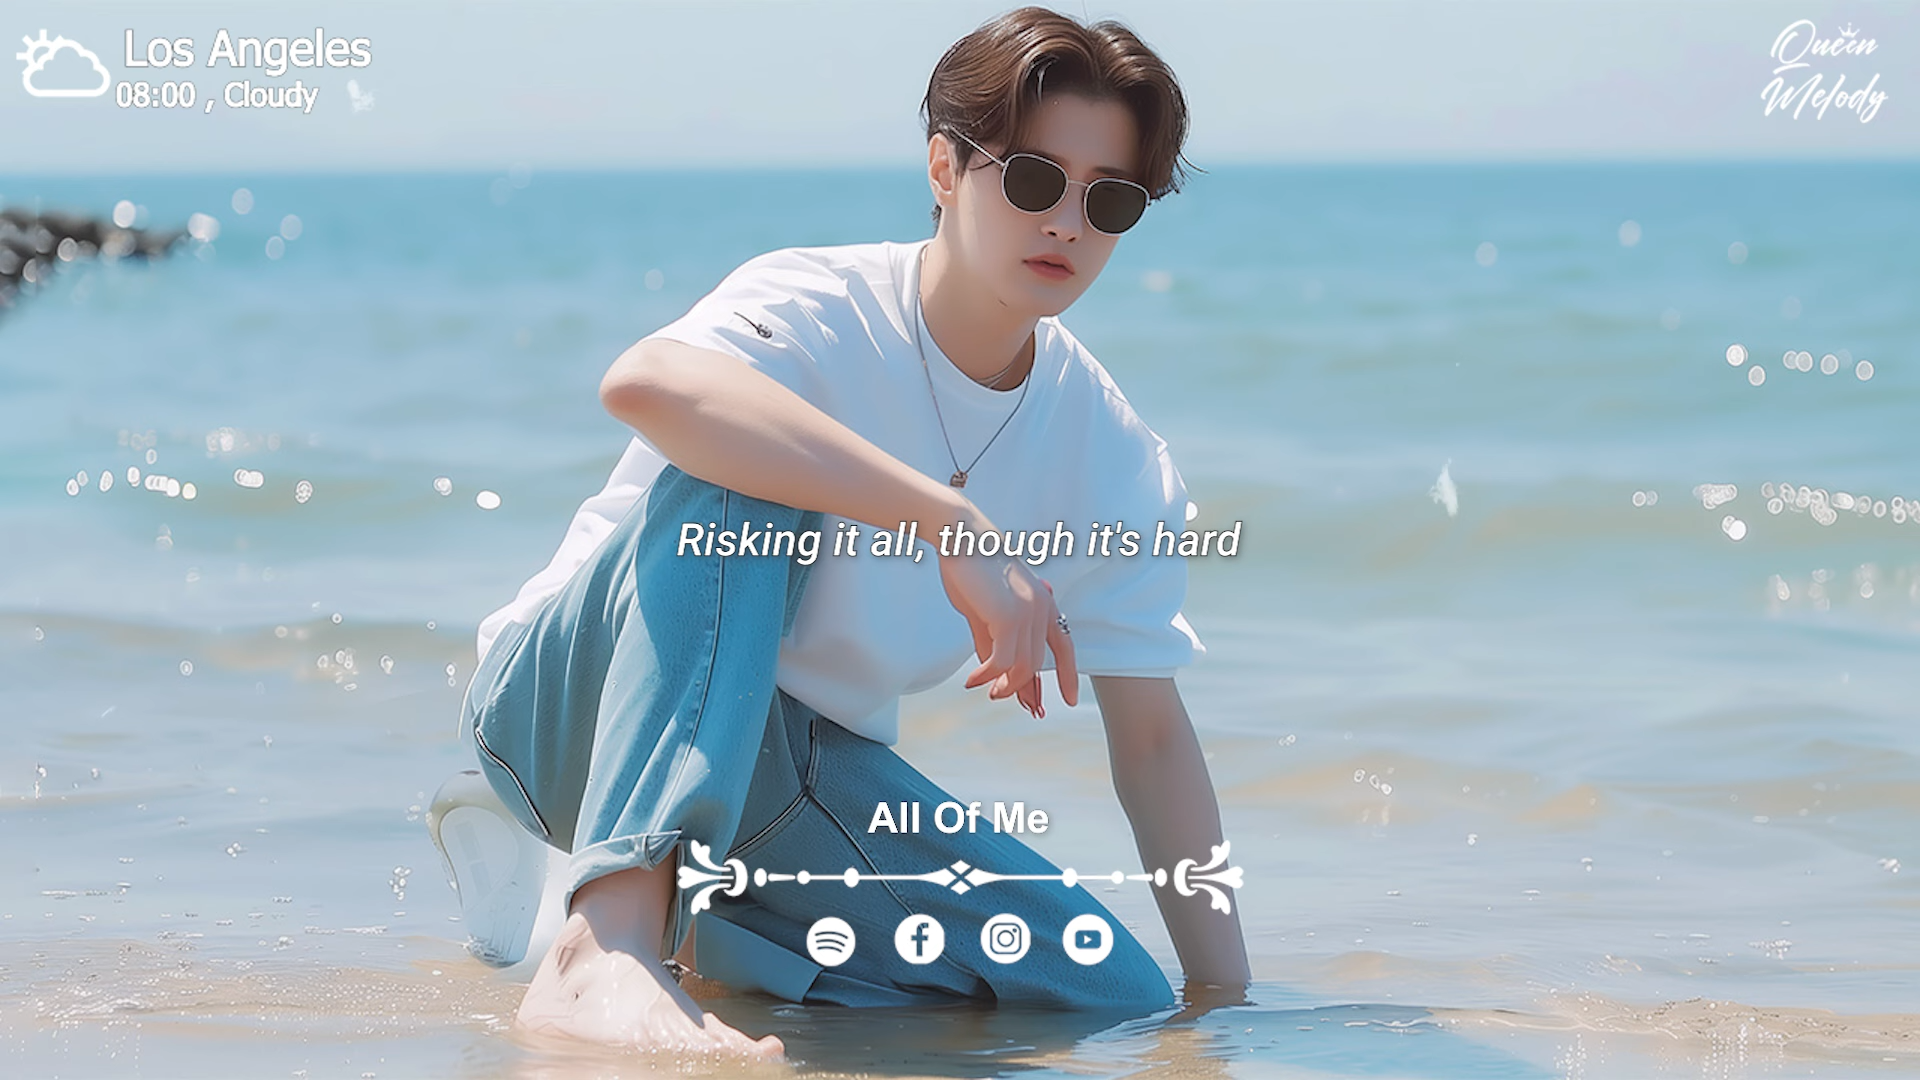 Los Angeles
08:00 , Cloudy
Queen
Melody
Risking it all, though it's hard
All Of Me